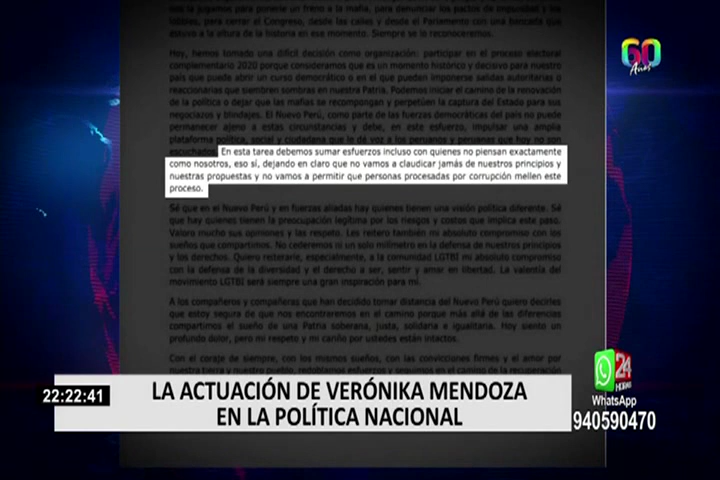 nos la jugamos para ponerle un freno a la mafia, para denunciar los pactos de impunidad y los
lobbies, para cerrar el Congreso, desde las calles y desde el Parlamento con una bancada que
estuvo a la altura de la historia en ese momento. Siempre se lo reconoceremos.
Hoy, hemos tomado una difícil decisión como organización: participar en el proceso electoral
complementario 2020 porque consideramos que es un momento histórico y decisivo para nuestro
país que puede abrir un curso democrático o en el que puedan imponerse salidas autoritarias o
reaccionarias que siembren sombras en nuestra Patria. Podemos iniciar el camino de la renovación
de la política o dejar que las mafias se recompongan y perpetúen la captura del Estado para sus
negociazos y blindajes. El Nuevo Perú, como parte de las fuerzas democráticas del país no puede
permanecer ajeno a estas circunstancias y debe, en este esfuerzo, impulsar una amplia
plataforma política, social y ciudadana que le dé voz a los peruanos y peruanas que hoy no son
escuchados. En esta tarea debemos sumar esfuerzos incluso con quienes no piensan exactamente
como nosotros, eso sí, dejando en claro que no vamos a claudicar jamás de nuestros principios y
nuestras propuestas y no vamos a permitir que personas procesadas por corrupción mellen este
proceso.
Sé que en el Nuevo Perú y en fuerzas aliadas hay quienes tienen una visión política diferente. Sé
que hay quienes tienen la preocupación legítima por los riesgos y costos que implica este paso.
Valoro mucho sus opiniones y las respeto. Les reitero también mi absoluto compromiso con los
sueños que compartimos. No cederemos ni un solo milímetro en la defensa de nuestros principios
y los derechos. Quiero reiterarle, especialmente, a la comunidad LGTBI mi absoluto compromiso
con la defensa de la diversidad y el derecho a ser, sentir y amar en libertad. La valentía del
movimiento LGTBI será siempre una gran inspiración para mí.
A los compañeros y compañeras que han decidido tomar distancia del Nuevo Perú quiero decirles
que estoy segura de que nos encontraremos en el camino porque más allá de las diferencias
compartimos el sueño de una Patria soberana, justa, solidaria e igualitaria. Hoy siento un
profundo dolor, pero mi respeto y mi cariño por ustedes están intactos.
Con el coraje de siempre, con los mismos sueños, con las convicciones firmes y el amor por
nuestra tierra y nuestro pueblo, redoblamos esfuerzos y seguimos en el camino de la recuperación
60
Años
22:22:41
LA ACTUACIÓN DE VERÓNIKA MENDOZA
EN LA POLÍTICA NACIONAL
24
HORAS
WhatsApp
940590470